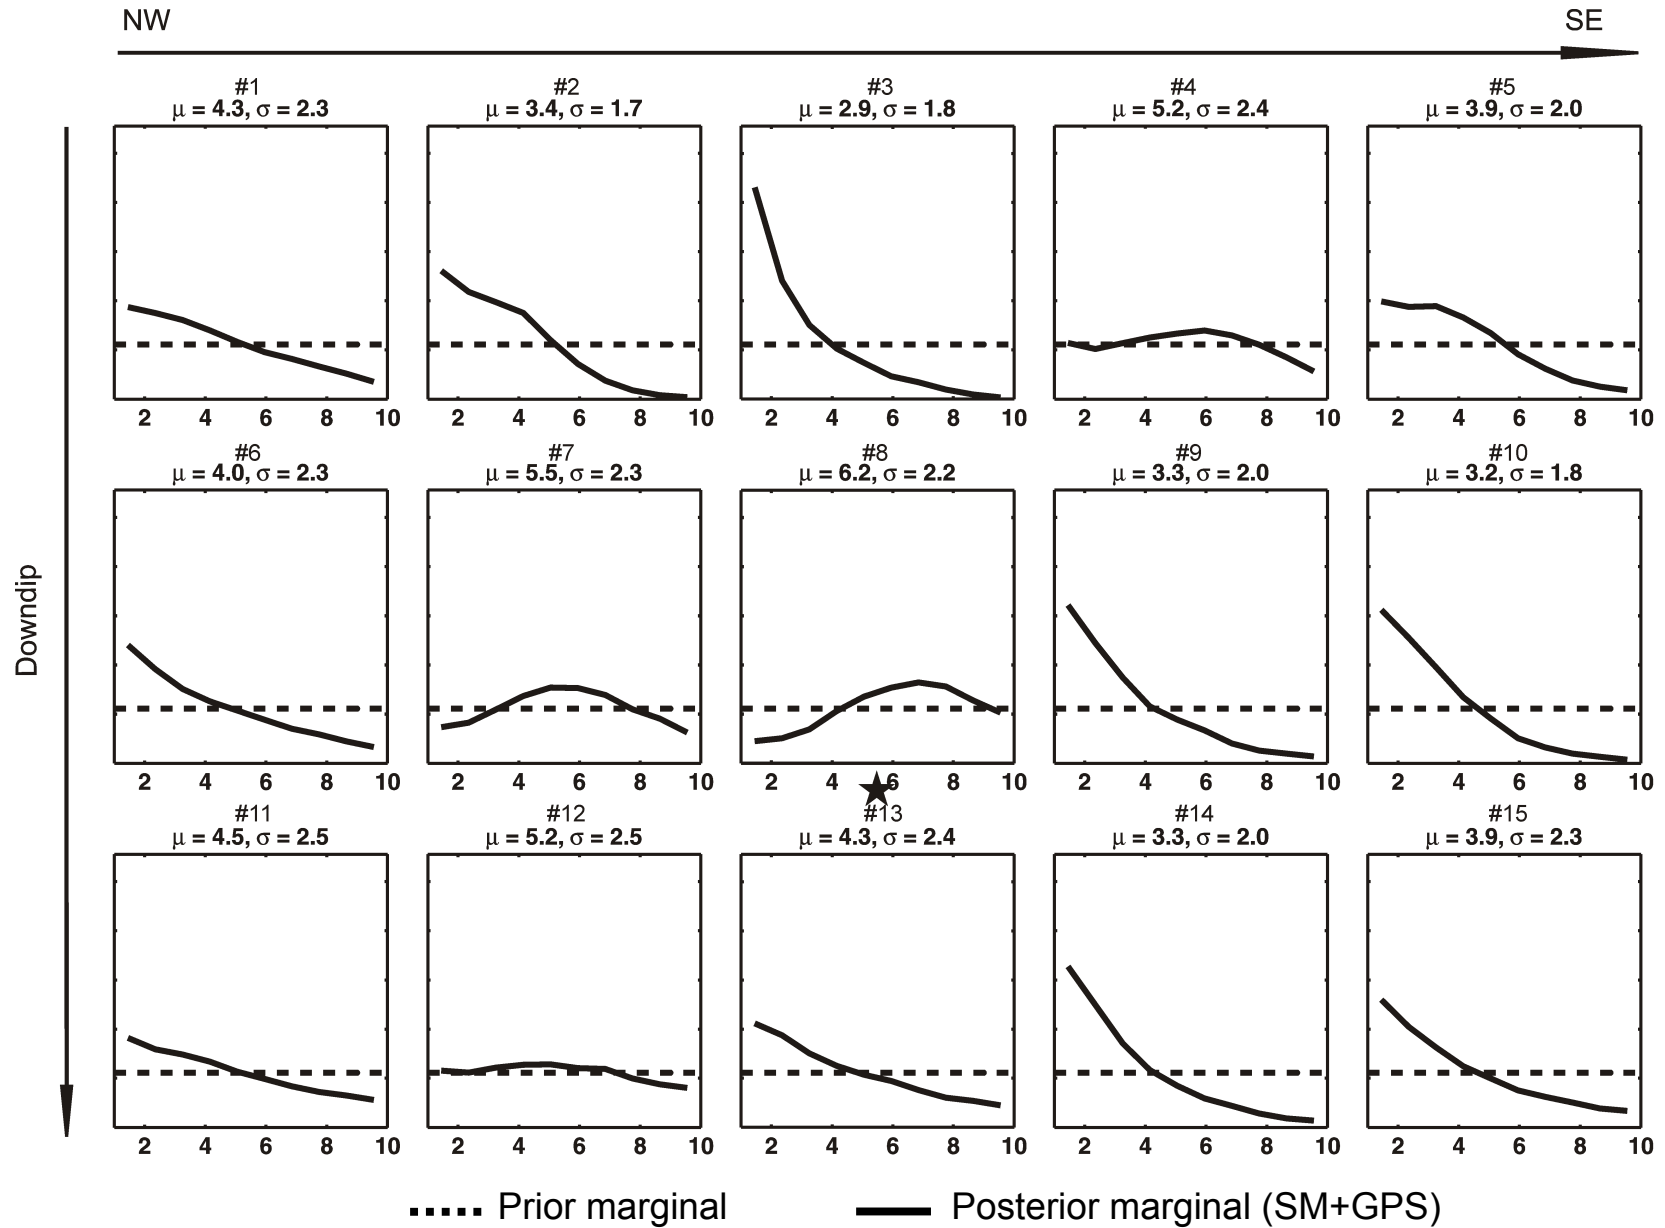 NW SE
#1 #2 #3 #4 #5
μ = 4.3, σ = 2.3 μ = 3.4, σ = 1.7 μ = 2.9, σ = 1.8 μ = 5.2, σ = 2.4 μ = 3.9, σ = 2.0
2 4 6 8 10 2 4 6 8 10 2 4 6 8 10 2 4 6 8 10 2 4 6 8 10
#6 #7 #8 #9 #10
μ = 4.0, σ = 2.3 μ = 5.5, σ = 2.3 μ = 6.2, σ = 2.2 μ = 3.3, σ = 2.0 μ = 3.2, σ = 1.8
Downdip
2 4 6 8 10 2 4 6 8 10 2 4 6 8 10 2 4 6 8 10 2 4 6 8 10
#11 #12 #13 #14 #15
μ = 4.5, σ = 2.5 μ = 5.2, σ = 2.5 μ = 4.3, σ = 2.4 μ = 3.3, σ = 2.0 μ = 3.9, σ = 2.3
2 4 6 8 10 2 4 6 8 10 2 4 6 8 10 2 4 6 8 10 2 4 6 8 10
Prior marginal Posterior marginal (SM+GPS)